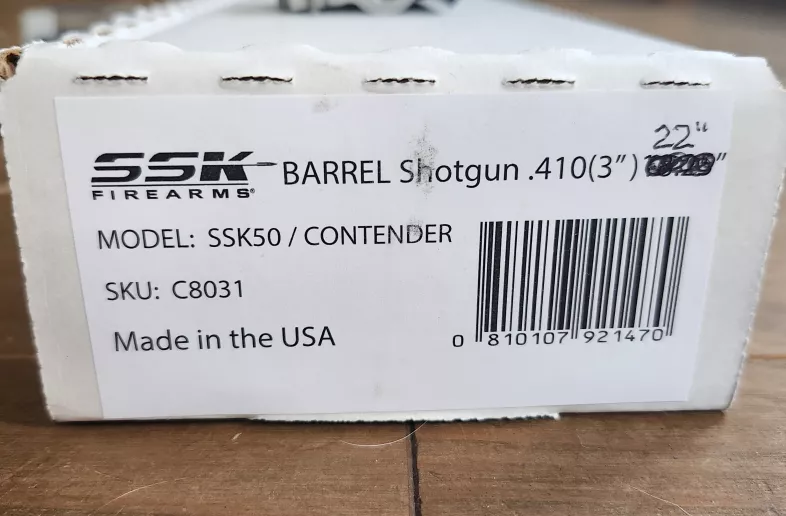 22"
SSK BARREL Shotgun .410(3") "
FIREARMS®
MODEL: SSK50 / CONTENDER
SKU: C8031
Made in the USA
0 810107 921470